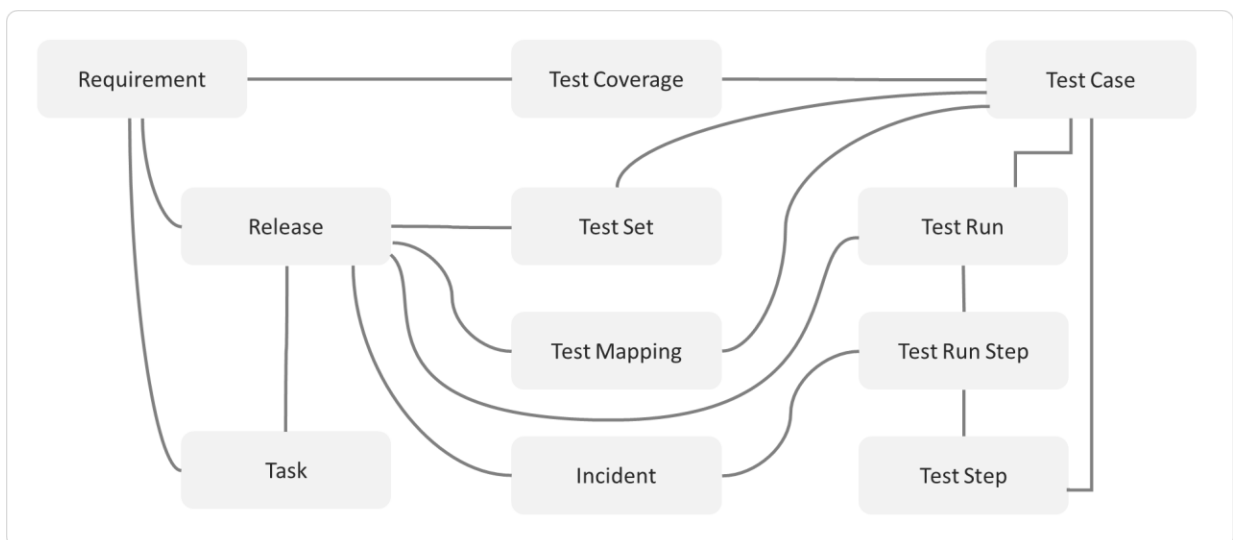 Requirement
Test Coverage
Test Case
Release
Test Set
Test Run
Test Mapping
Test Run Step
Task
Incident
Test Step